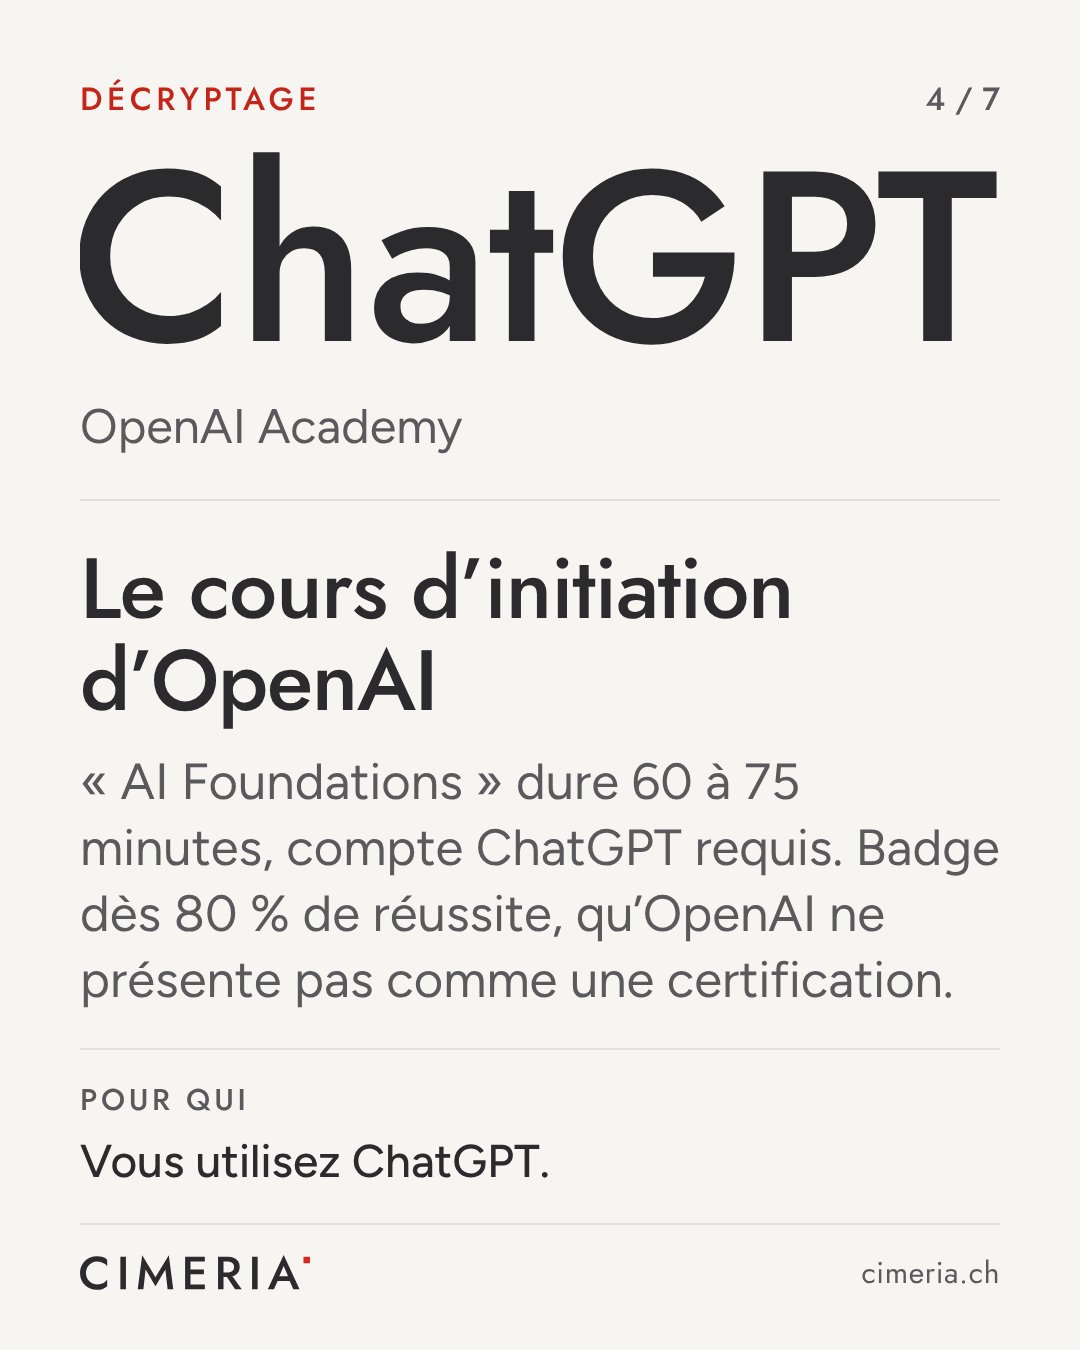 DÉCRYPTAGE
4 / 7
ChatGPT
OpenAI Academy
Le cours d’initiation
d’OpenAI
« AI Foundations » dure 60 à 75
minutes, compte ChatGPT requis. Badge
dès 80 % de réussite, qu’OpenAI ne
présente pas comme une certification.
POUR QUI
Vous utilisez ChatGPT.
CIMERIA
cimeria.ch